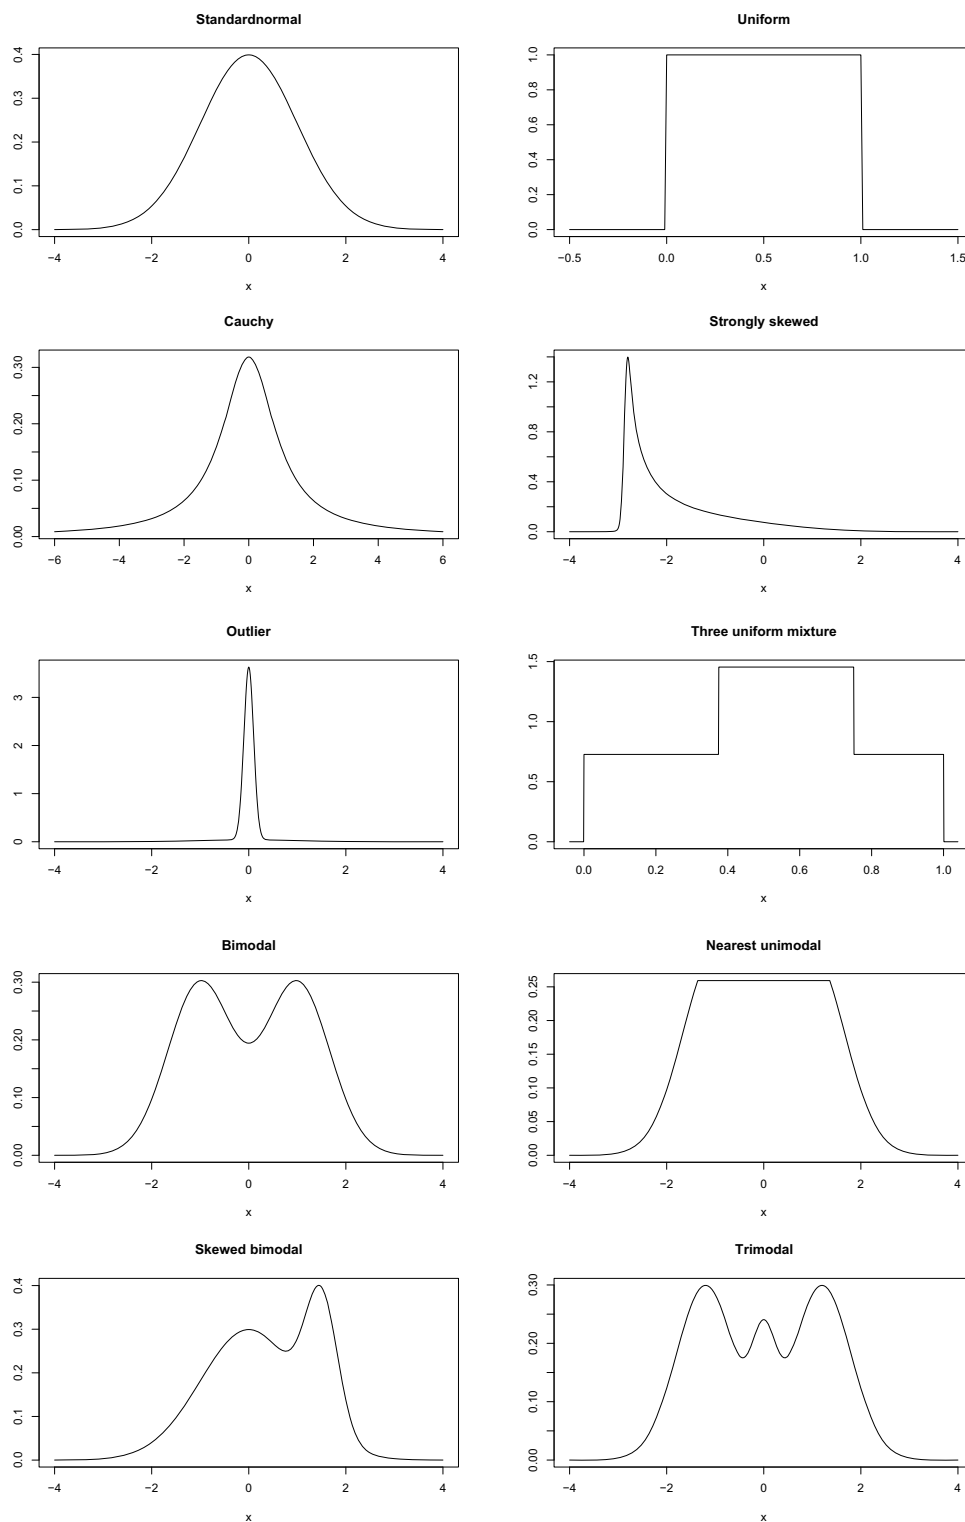 Standardnormal
0.0 0.1 0.2 0.3 0.4
−4 −2 0 2 4
x
Uniform
0.0 0.2 0.4 0.6 0.8 1.0
−0.5 0.0 0.5 1.0 1.5
x
Cauchy
0.00 0.10 0.20 0.30
−6 −4 −2 0 2 4 6
x
Strongly skewed
0.0 0.4 0.8 1.2
−4 −2 0 2 4
x
Outlier
0 1 2 3
−4 −2 0 2 4
x
Three uniform mixture
0.0 0.5 1.0 1.5
0.0 0.2 0.4 0.6 0.8 1.0
x
Bimodal
0.00 0.10 0.20 0.30
−4 −2 0 2 4
x
Nearest unimodal
0.00 0.05 0.10 0.15 0.20 0.25
−4 −2 0 2 4
x
Skewed bimodal
0.0 0.1 0.2 0.3 0.4
−4 −2 0 2 4
x
Trimodal
0.00 0.10 0.20 0.30
−4 −2 0 2 4
x